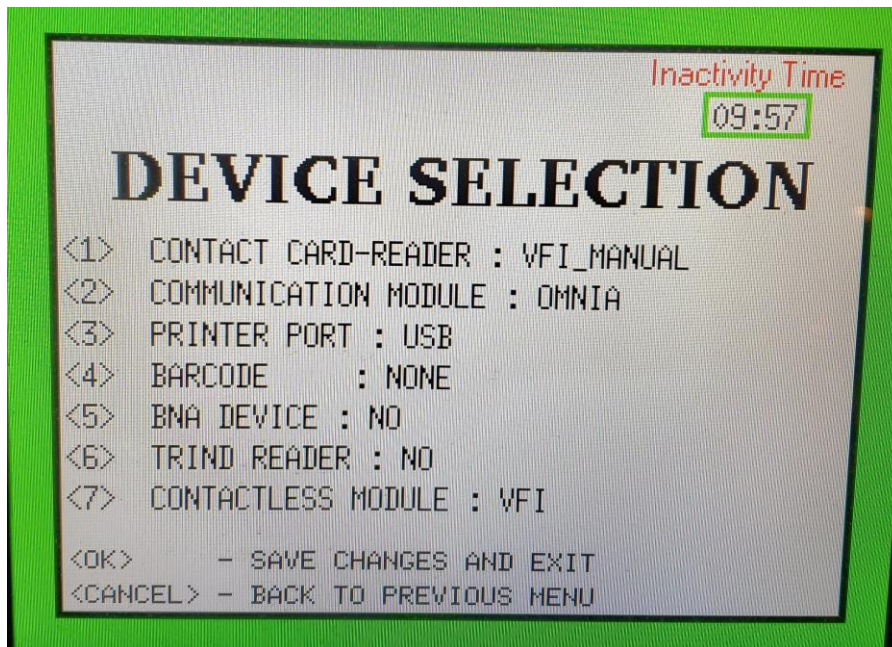 Inactivity Time
09:57
DEVICE SELECTION
<1> CONTACT CARD-READER : VFI_MANUAL
<2> COMMUNICATION MODULE : OMNIA
<3> PRINTER PORT : USB
<4> BARCODE : NONE
<5> BNA DEVICE : NO
<6> TRIND READER : NO
<7> CONTACTLESS MODULE : VFI
<OK> - SAVE CHANGES AND EXIT
<CANCEL> - BACK TO PREVIOUS MENU